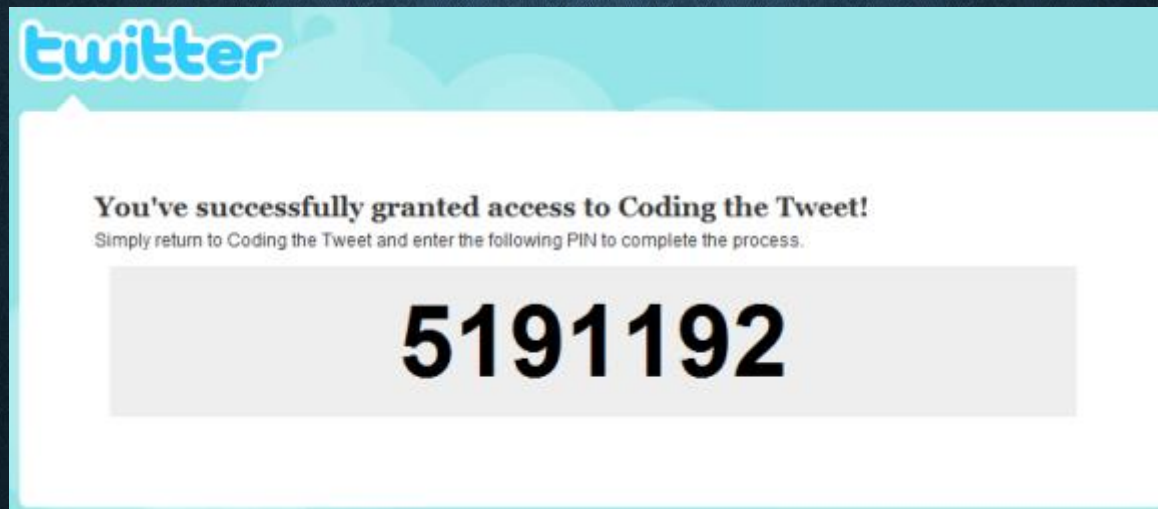 twitter
You've successfully granted access to Coding the Tweet!
Simply return to Coding the Tweet and enter the following PIN to complete the process.
5191192